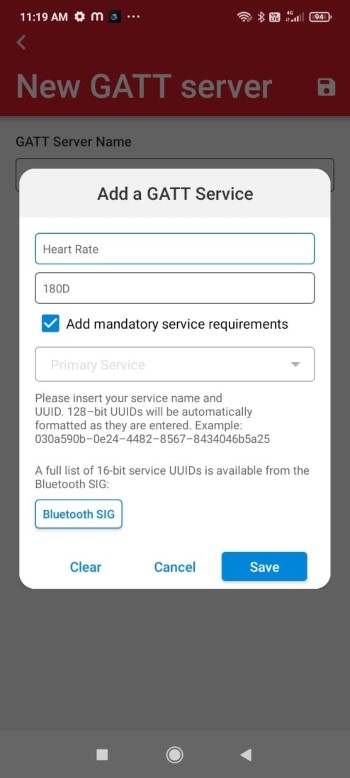 11:19 AM
94
New GATT server
GATT Server Name
Add a GATT Service
Heart Rate
180D
Add mandatory service requirements
Primary Service
Please insert your service name and
UUID. 128–bit UUIDs will be automatically
formatted as they are entered. Example:
030a590b–0e24–4482–8567–8434046b5a25
A full list of 16-bit service UUIDs is available from the
Bluetooth SIG:
Bluetooth SIG
Clear
Cancel
Save